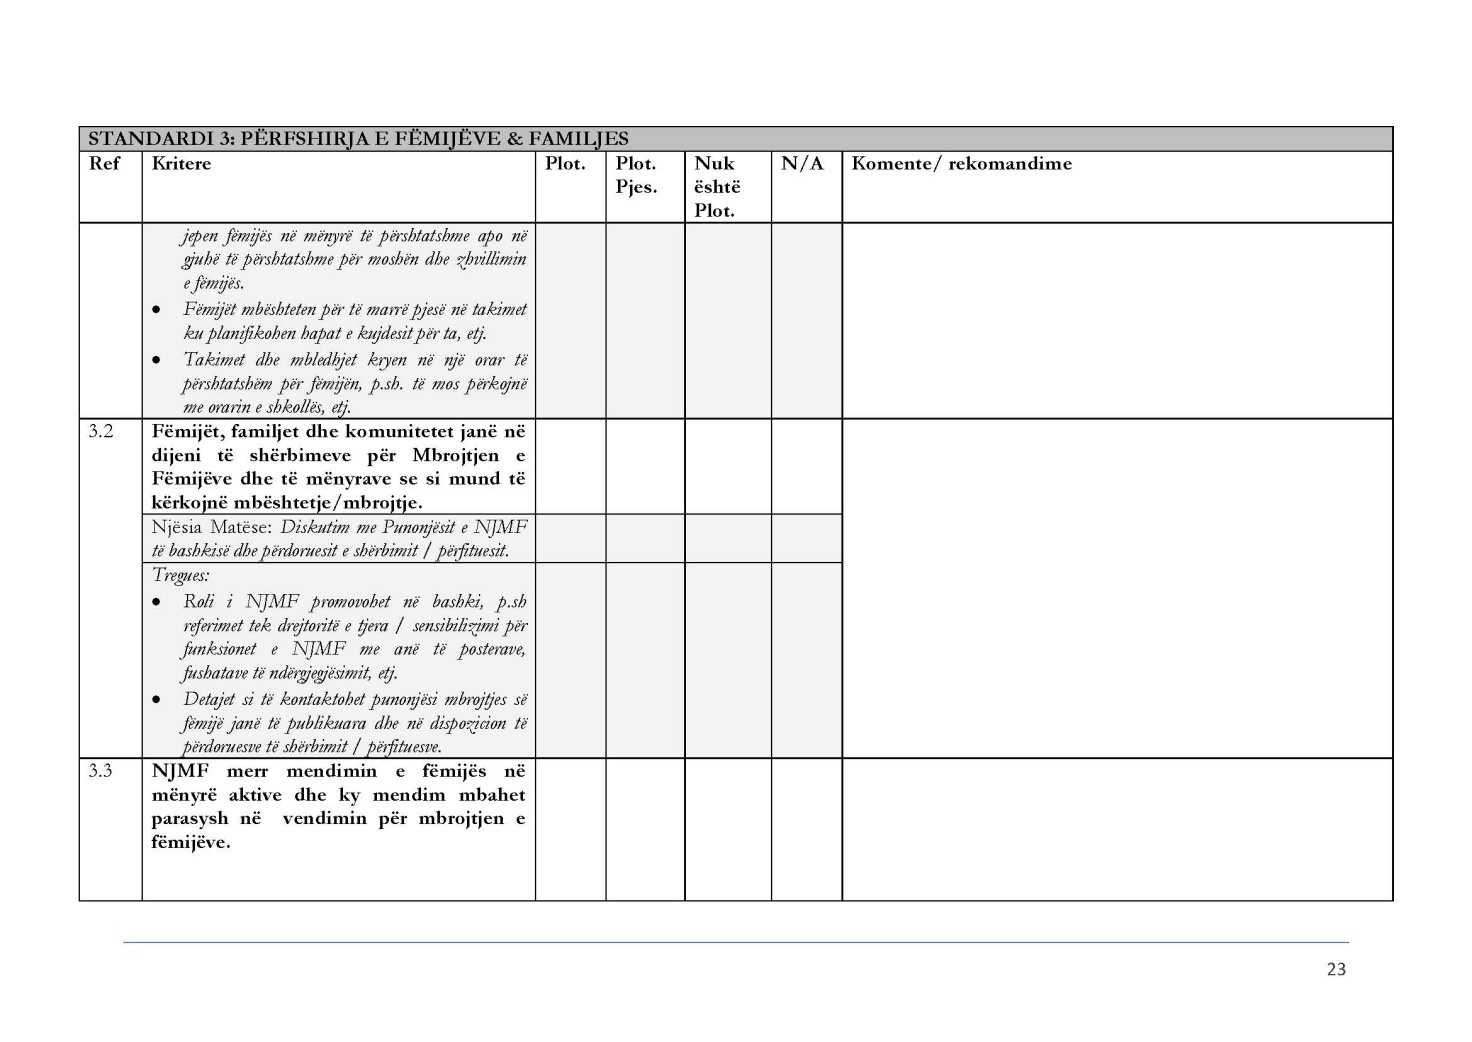 STANDARDI 3: PËRFSHIRJA E FËMIJËVE & FAMILJES
Ref Kritere Plot. Plot. Nuk N/A Komente/ rekomandime
Pjes. është
Plot.
jepen fëmijës në mënyrë të përshtatshme apo në
gjuhë të përshtatshme për moshën dhe zhvillimin
e fëmijës.
• Fëmijët mbështeten për të marrë pjesë në takimet
ku planifikohen hapat e kujdesit për ta, etj.
• Takimet dhe mbledhjet kryen në një orar të
përshtatshëm për fëmijën, p.sh. të mos përkojnë
me orarin e shkollës, etj.
3.2 Fëmijët, familjet dhe komunitetet janë në
dijeni të shërbimeve për Mbrojtjen e
Fëmijëve dhe të mënyrave se si mund të
kërkojnë mbështetje/mbrojtje.
Njësia Matëse: Diskutim me Punonjësit e NJMF
të bashkisë dhe përdoruesit e shërbimit / përfituesit.
Tregues:
• Roli i NJMF promovohet në bashki, p.sh
referimet tek drejtoritë e tjera / sensibilizimi për
funksionet e NJMF me anë të posterave,
fushatave të ndërgjegjësimit, etj.
• Detajet si të kontaktohet punonjësi mbrojtjes së
fëmijë janë të publikuara dhe në dispozicion të
përdoruesve të shërbimit / përfituesve.
3.3 NJMF merr mendimin e fëmijës në
mënyrë aktive dhe ky mendim mbahet
parasysh në vendimin për mbrojtjen e
fëmijëve.
23